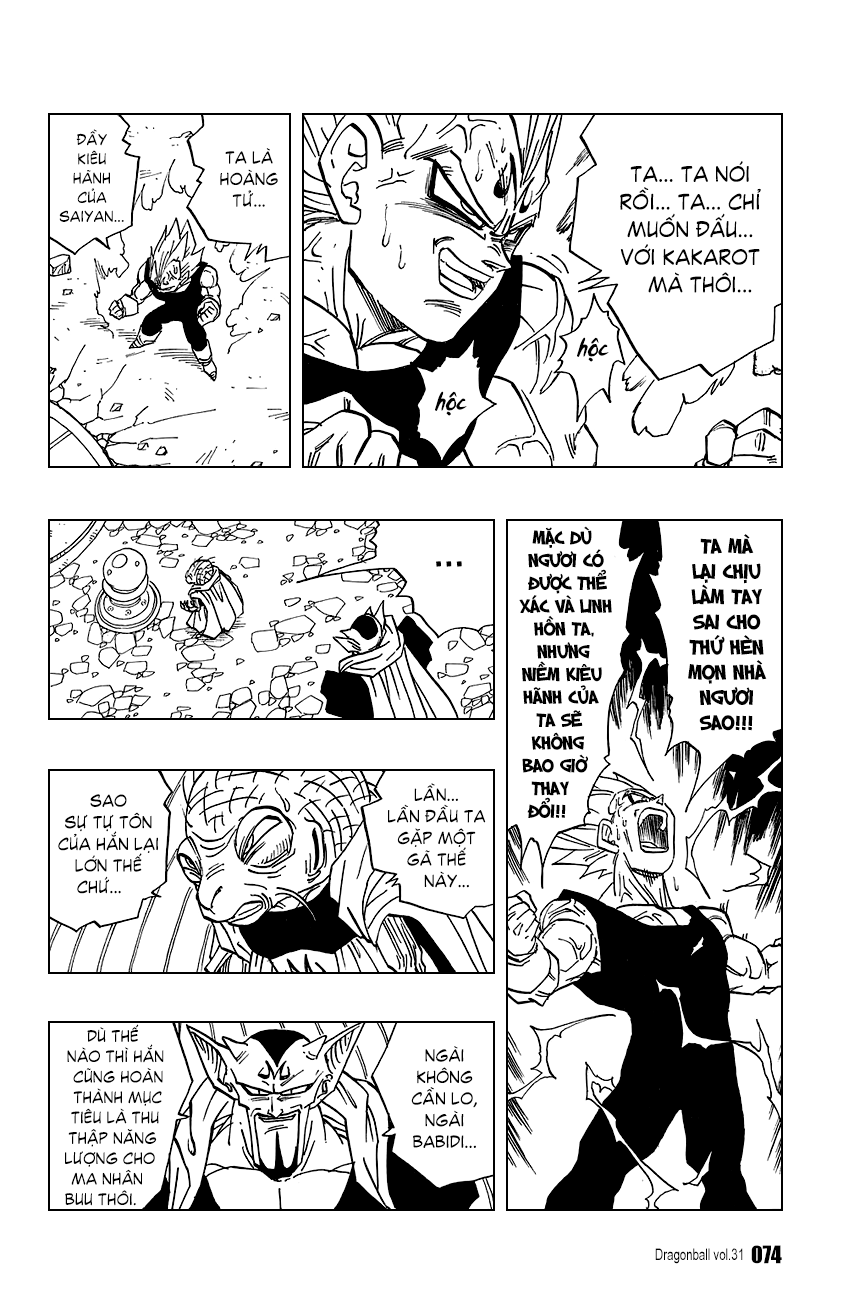 TA... TA NÓI
RỒI... TA... CHỈ
MUỐN ĐẤU...
VỚI KAKAROT
MÀ THÔI...
hộc
hộc
TA LÀ
HOÀNG
TỬ...
ĐẦY
KIÊU
HÃNH
CỦA
SAIYAN...
TA MÀ
LẠI CHỊU
LÀM TAY
SAI CHO
THỨ HÈN
MỌN NHÀ
NGƯƠI
SAO!!!
MẶC DÙ
NGƯƠI CÓ
ĐƯỢC THỂ
XÁC VÀ LINH
HỒN TA,
NHƯNG
NIỀM KIÊU
HÃNH CỦA
TA SẼ
KHÔNG
BAO GIỜ
THAY
ĐỔI!!
...
LẦN...
LẦN ĐẦU TA
GẶP MỘT
GÃ THẾ
NÀY...
SAO
SỰ TỰ TÔN
CỦA HẮN LẠI
LỚN THẾ
CHỨ...
NGÀI
KHÔNG
CẦN LO,
NGÀI
BABIDI...
DÙ THẾ
NÀO THÌ HẮN
CŨNG HOÀN
THÀNH MỤC
TIÊU LÀ THU
THẬP NĂNG
LƯỢNG CHO
MA NHÂN
BUU THÔI.
Dragonball vol.31 074